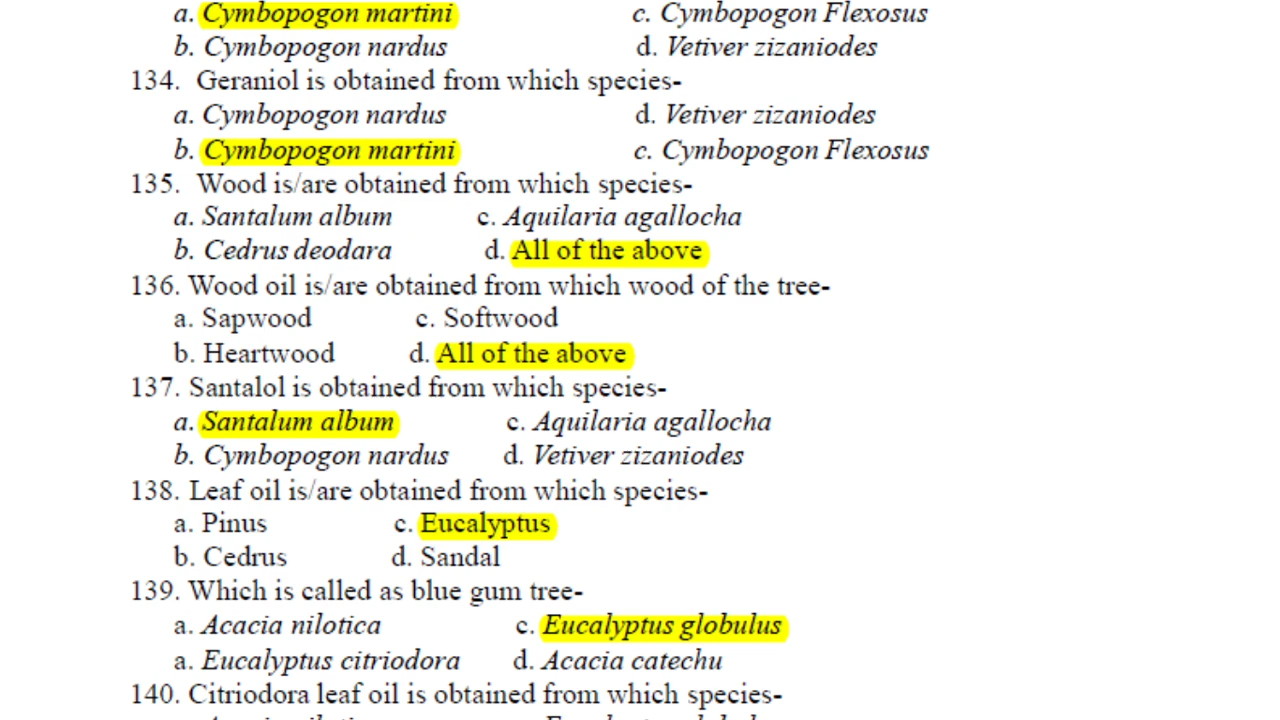 a. Cymbopogon martini c. Cymbopogon Flexosus
b. Cymbopogon nardus d. Vetiver zizaniodes
134. Geraniol is obtained from which species-
a. Cymbopogon nardus d. Vetiver zizaniodes
b. Cymbopogon martini c. Cymbopogon Flexosus
135. Wood is/are obtained from which species-
a. Santalum album c. Aquilaria agallocha
b. Cedrus deodara d. All of the above
136. Wood oil is/are obtained from which wood of the tree-
a. Sapwood c. Softwood
b. Heartwood d. All of the above
137. Santalol is obtained from which species-
a. Santalum album c. Aquilaria agallocha
b. Cymbopogon nardus d. Vetiver zizaniodes
138. Leaf oil is/are obtained from which species-
a. Pinus c. Eucalyptus
b. Cedrus d. Sandal
139. Which is called as blue gum tree-
a. Acacia nilotica c. Eucalyptus globulus
a. Eucalyptus citriodora d. Acacia catechu
140. Citriodora leaf oil is obtained from which species-